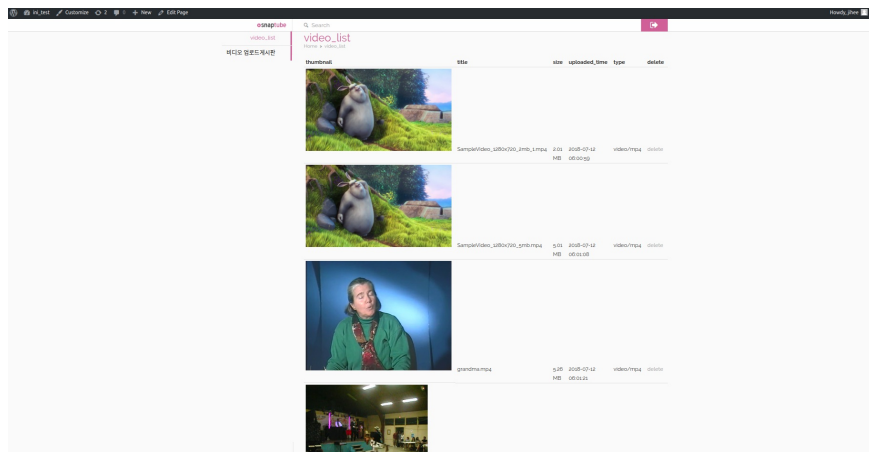 ini_test Customize 2 0 + New Edit Page Howdy, jhee
snaptube Search
video_list
비디오 업로드게시판
video_list
Home » video_list
thumbnail title size uploaded_time type delete
SampleVideo_1280x720_2mb_1.mp4 2.01 2018-07-12 video/mp4 delete
MB 06:00:59
SampleVideo_1280x720_5mb.mp4 5.01 2018-07-12 video/mp4 delete
MB 06:01:08
grandma.mp4 5.28 2018-07-12 video/mp4 delete
MB 06:01:21